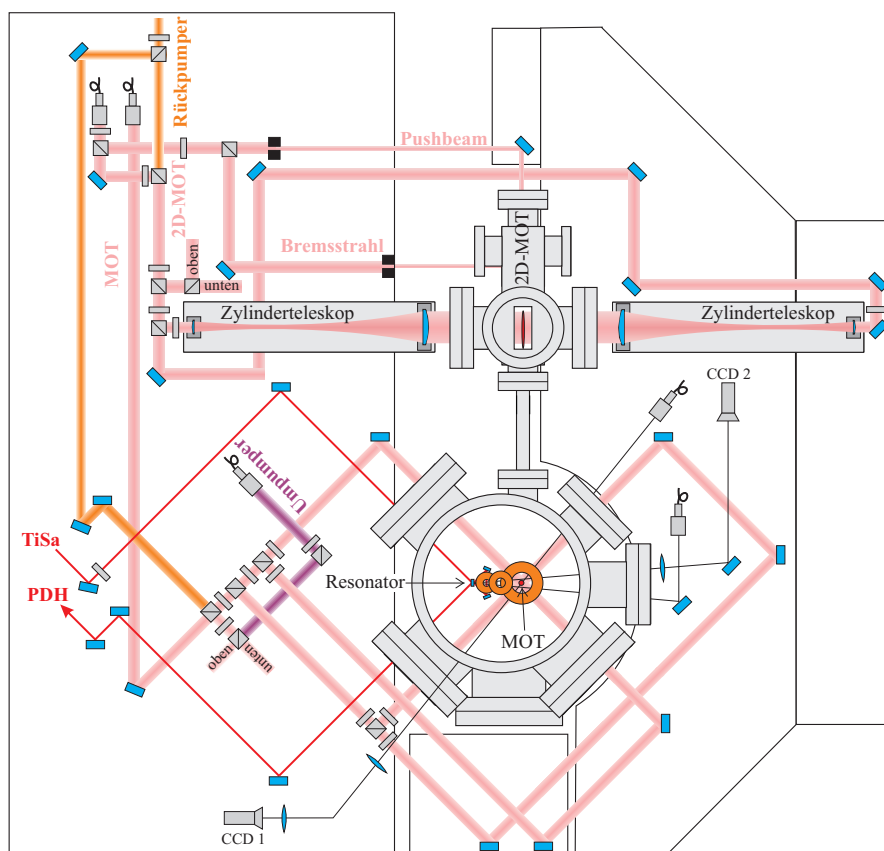 Rückpumper
Pushbeam
2D-MOT
MOT
2D-MOT
Bremsstrahl
oben
unten
Zylinderteleskop
Zylinderteleskop
CCD 2
Umpumper
TiSa
Resonator
PDH
MOT
oben
unten
CCD 1